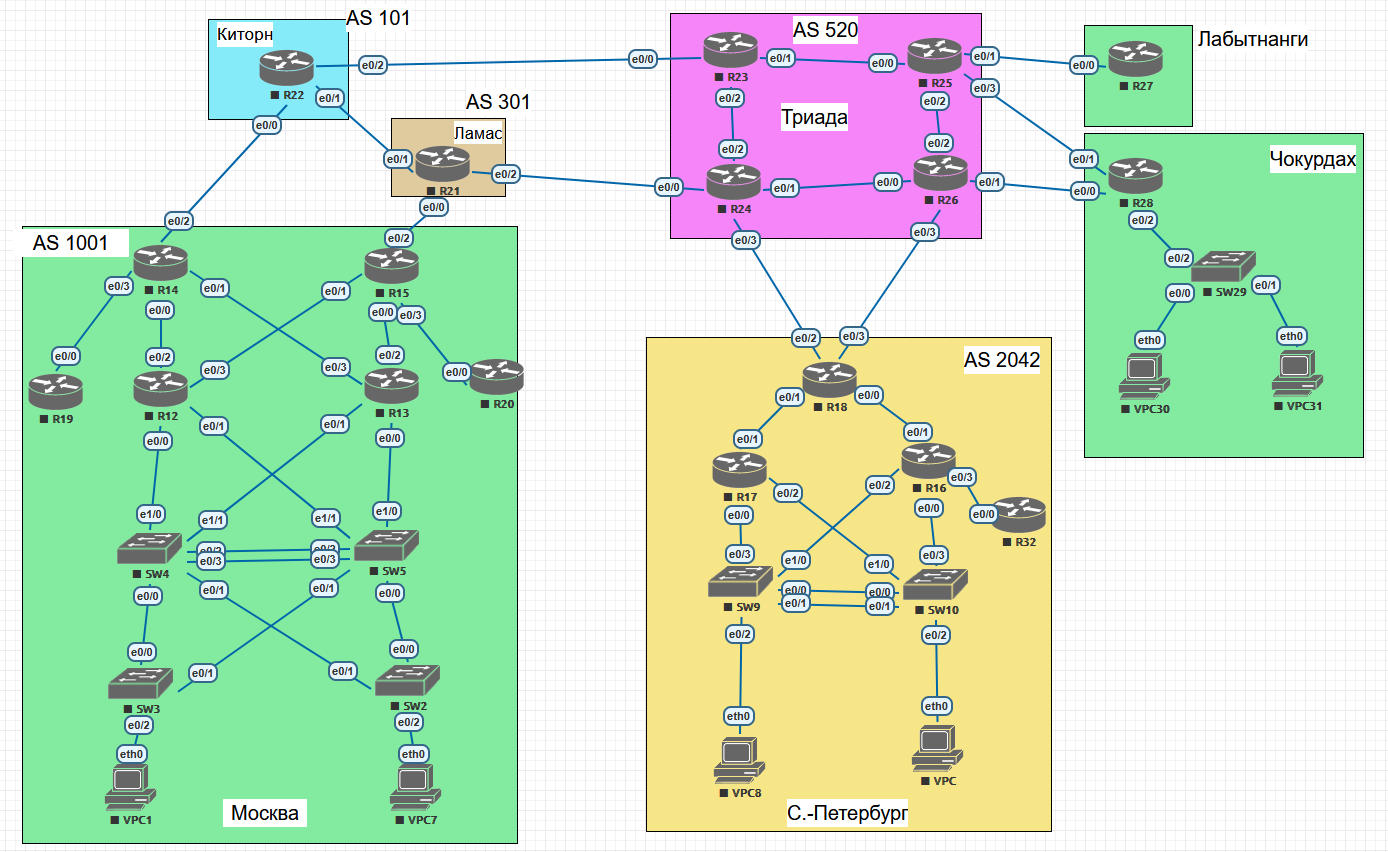 AS 101
Киторн
R22
e0/2
e0/1
e0/0
AS 301
Ламас
e0/1
R21
e0/2
e0/0
AS 520
e0/0
R23
e0/1
e0/0
R25
e0/1
e0/2
e0/2
e0/3
Триада
e0/2
e0/2
e0/0
R24
e0/1
e0/0
R26
e0/1
e0/3
e0/3
Лабытнанги
e0/0
R27
Чокурдах
e0/1
e0/0
R28
e0/2
e0/2
SW29
e0/0
e0/1
eth0
eth0
VPC30
VPC31
AS 1001
e0/2
e0/2
R14
R15
e0/3
e0/1
e0/1
e0/0
e0/0
e0/3
e0/0
e0/2
e0/3
e0/3
e0/2
e0/0
R19
R12
R13
R20
e0/0
e0/1
e0/1
e0/0
e1/0
e1/1
e1/1
e1/0
e0/2
e0/2
e0/3
e0/3
SW4
SW5
e0/0
e0/1
e0/1
e0/0
e0/0
e0/1
e0/1
e0/0
SW3
SW2
e0/2
e0/2
eth0
eth0
VPC1
VPC7
Москва
AS 2042
e0/2
e0/3
R18
e0/1
e0/0
e0/1
e0/1
R17
R16
e0/2
e0/2
e0/3
e0/0
e0/0
e0/0
R32
e0/3
e1/0
e1/0
e0/3
e0/0
e0/0
e0/1
e0/1
SW9
SW10
e0/2
e0/2
eth0
eth0
VPC8
VPC
С.-Петербург